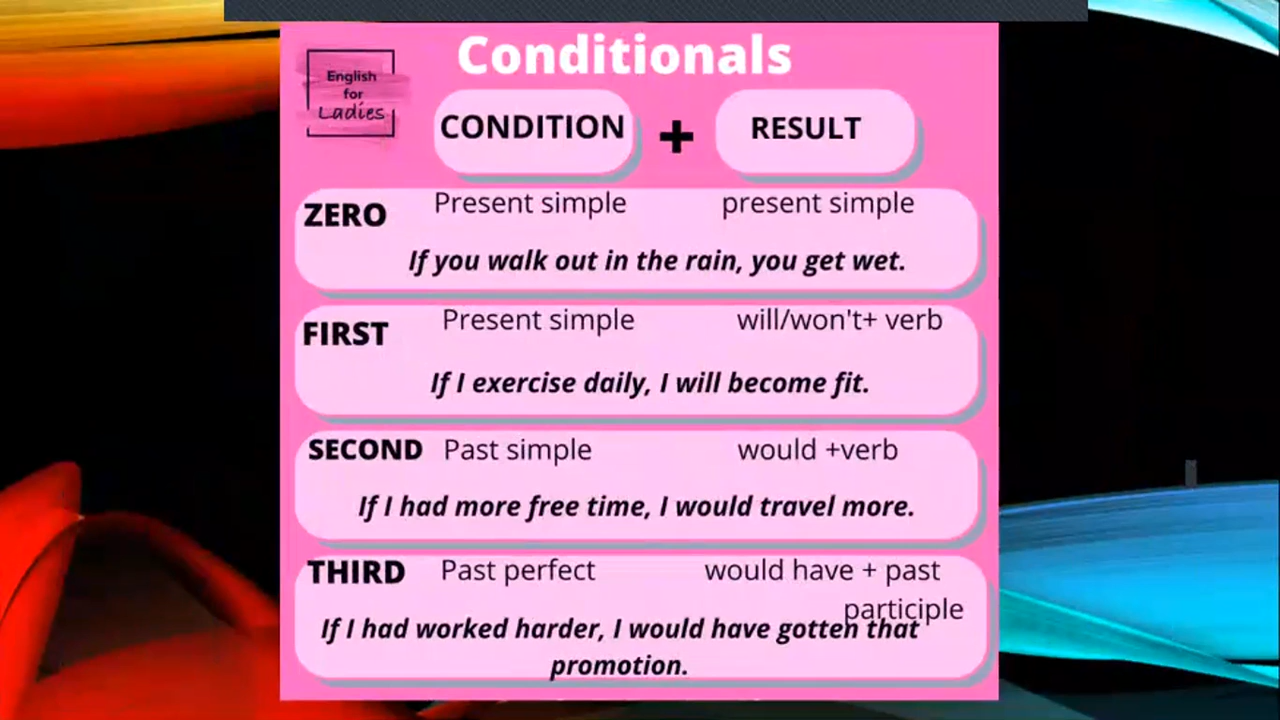 Conditionals
English
for
Ladies
CONDITION + RESULT
ZERO Present simple present simple
If you walk out in the rain, you get wet.
FIRST Present simple will/won't+ verb
If I exercise daily, I will become fit.
SECOND Past simple would +verb
If I had more free time, I would travel more.
THIRD Past perfect would have + past
participle
If I had worked harder, I would have gotten that
promotion.